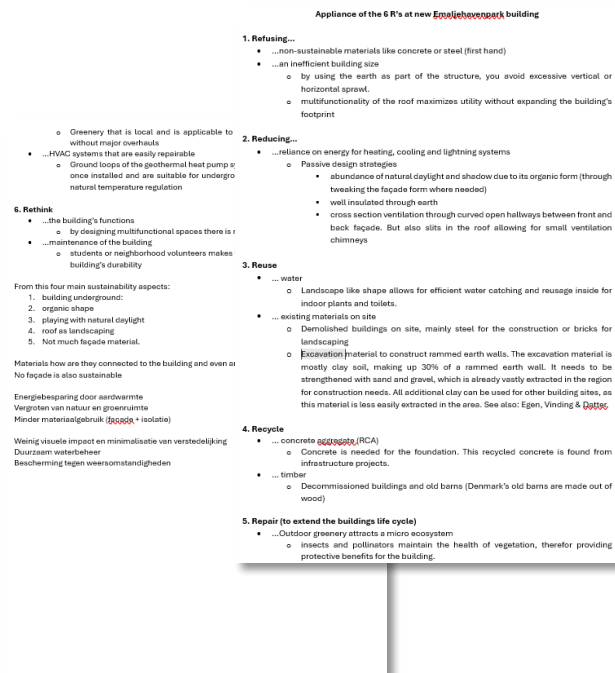 Appliance of the 6 R's at new Emaljehavenpark building
1. Refusing...
• ...non-sustainable materials like concrete or steel (first hand)
• ...an inefficient building size
o by using the earth as part of the structure, you avoid excessive vertical or
horizontal sprawl.
o multifunctionality of the roof maximizes utility without expanding the building's
footprint
2. Reducing...
• ...reliance on energy for heating, cooling and lightning systems
o Passive design strategies
▪ abundance of natural daylight and shadow due to its organic form (through
tweaking the façade form where needed)
▪ well insulated through earth
▪ cross section ventilation through curved open hallways between front and
back façade. But also slits in the roof allowing for small ventilation
chimneys
3. Reuse
• ... water
o Landscape like shape allows for efficient water catching and reusage inside for
indoor plants and toilets.
• ... existing materials on site
o Demolished buildings on site, mainly steel for the construction or bricks for
landscaping
o Excavation material to construct rammed earth walls. The excavation material is
mostly clay soil, making up 30% of a rammed earth wall. It needs to be
strengthened with sand and gravel, which is already vastly extracted in the region
for construction needs. All additional clay can be used for other building sites, as
this material is less easily extracted in the area. See also: Egen, Vinding & Datter.
4. Recycle
• ... concrete aggregate (RCA)
o Concrete is needed for the foundation. This recycled concrete is found from
infrastructure projects.
• ... timber
o Decommissioned buildings and old barns (Denmark's old barns are made out of
wood)
5. Repair (to extend the buildings life cycle)
• ...Outdoor greenery attracts a micro ecosystem
o insects and pollinators maintain the health of vegetation, therefor providing
protective benefits for the building.
o Greenery that is local and is applicable to
without major overhauls
• ...HVAC systems that are easily repairable
o Ground loops of the geothermal heat pump
once installed and are suitable for undergro
natural temperature regulation
6. Rethink
• ...the building's functions
o by designing multifunctional spaces there is
• ...maintenance of the building
o students or neighborhood volunteers makes
building's durability
From this four main sustainability aspects:
1. building underground:
2. organic shape
3. playing with natural daylight
4. roof as landscaping
5. Not much façade material.
Materials how are they connected to the building and even
No façade is also sustainable
Energiebesparing door aardwarmte
Vergroten van natuur en groenruimte
Minder materiaalgebruik (façade + isolatie)
Weinig visuele impact en minimalisatie van verstedelijking
Duurzaam waterbeheer
Bescherming tegen weersomstandigheden